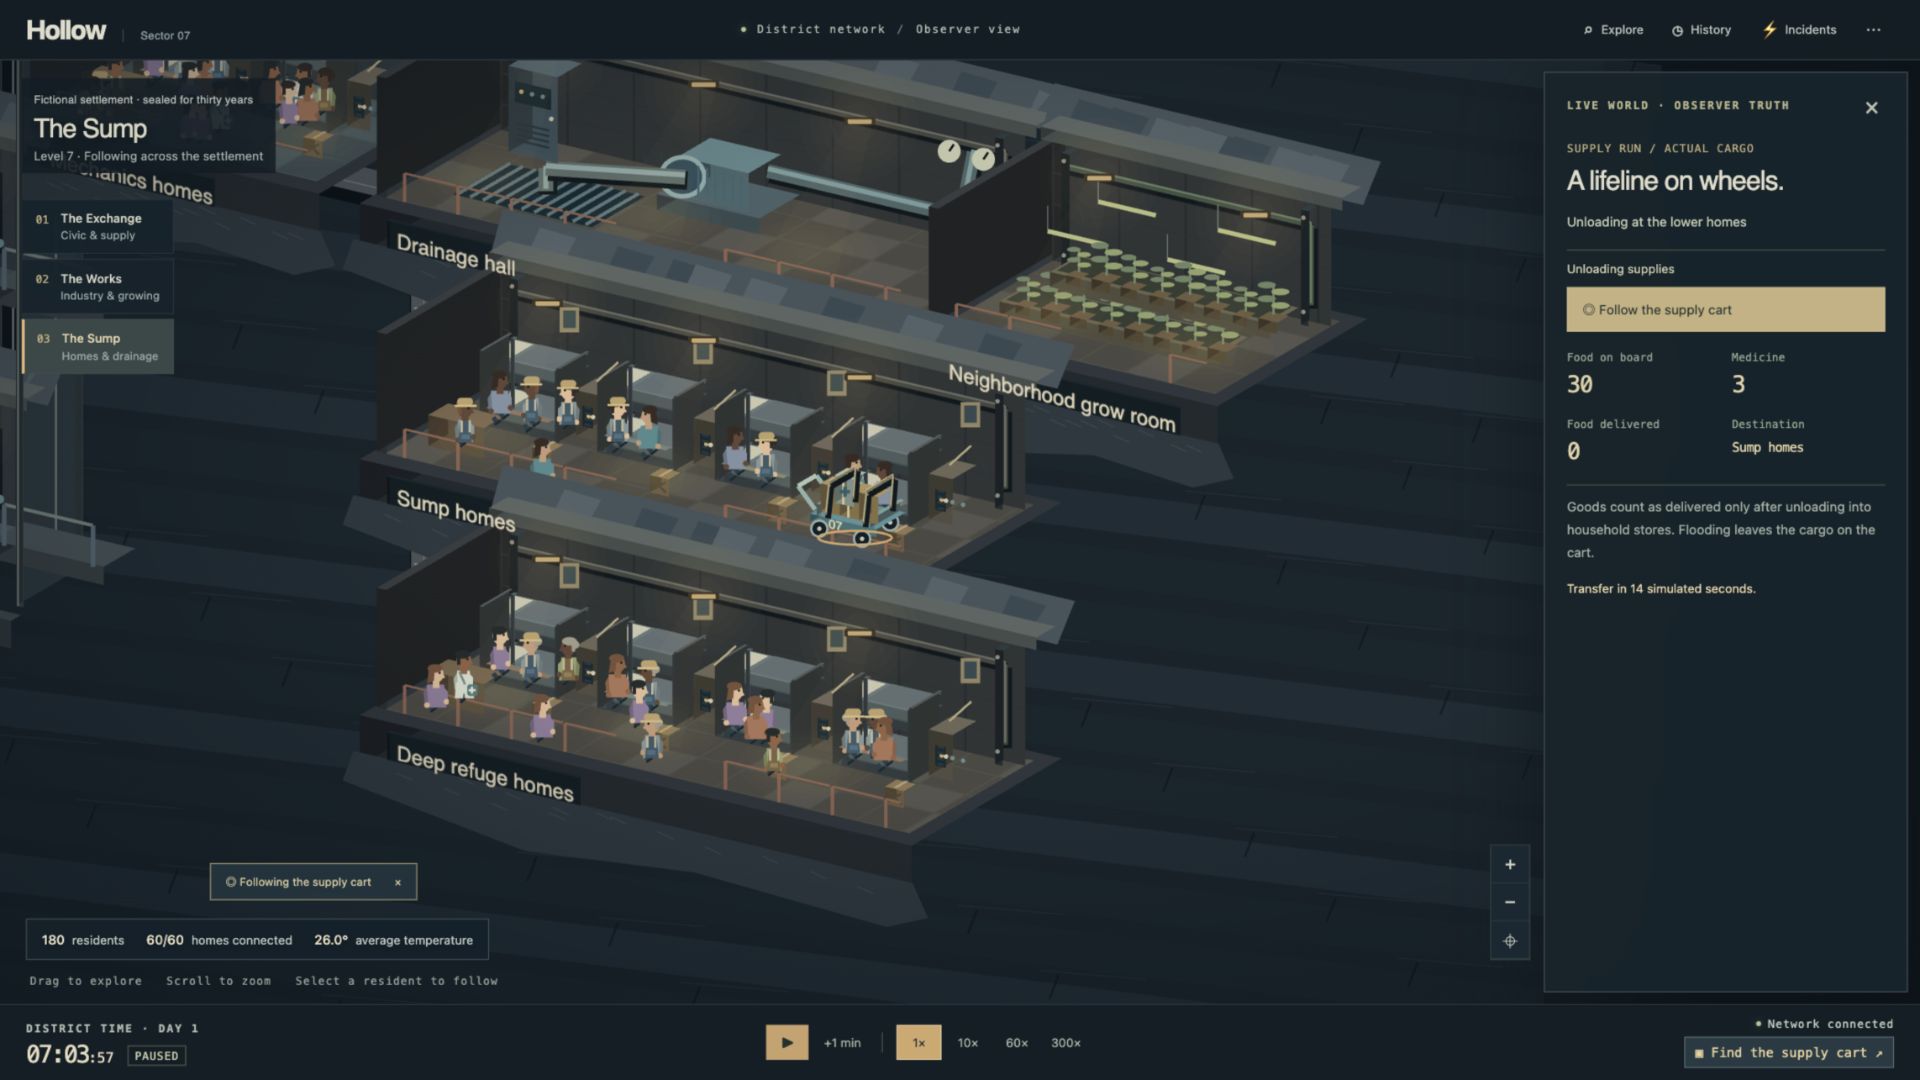 Hollow
Sector 07
District network / Observer view
Explore
History
Incidents
Fictional settlement · sealed for thirty years
The Sump
Level 7 · Following across the settlement
Mechanics homes
01 The Exchange
Civic & supply
02 The Works
Industry & growing
03 The Sump
Homes & drainage
Drainage hall
Neighborhood grow room
Sump homes
07
Deep refuge homes
LIVE WORLD · OBSERVER TRUTH
SUPPLY RUN / ACTUAL CARGO
A lifeline on wheels.
Unloading at the lower homes
Unloading supplies
Follow the supply cart
Food on board
Medicine
30
3
Food delivered
Destination
0
Sump homes
Goods count as delivered only after unloading into
household stores. Flooding leaves the cargo on the
cart.
Transfer in 14 simulated seconds.
Following the supply cart ×
180 residents 60/60 homes connected 26.0° average temperature
Drag to explore Scroll to zoom Select a resident to follow
DISTRICT TIME · DAY 1
07:03:57 PAUSED
+1 min
1× 10× 60× 300×
Network connected
Find the supply cart ↗